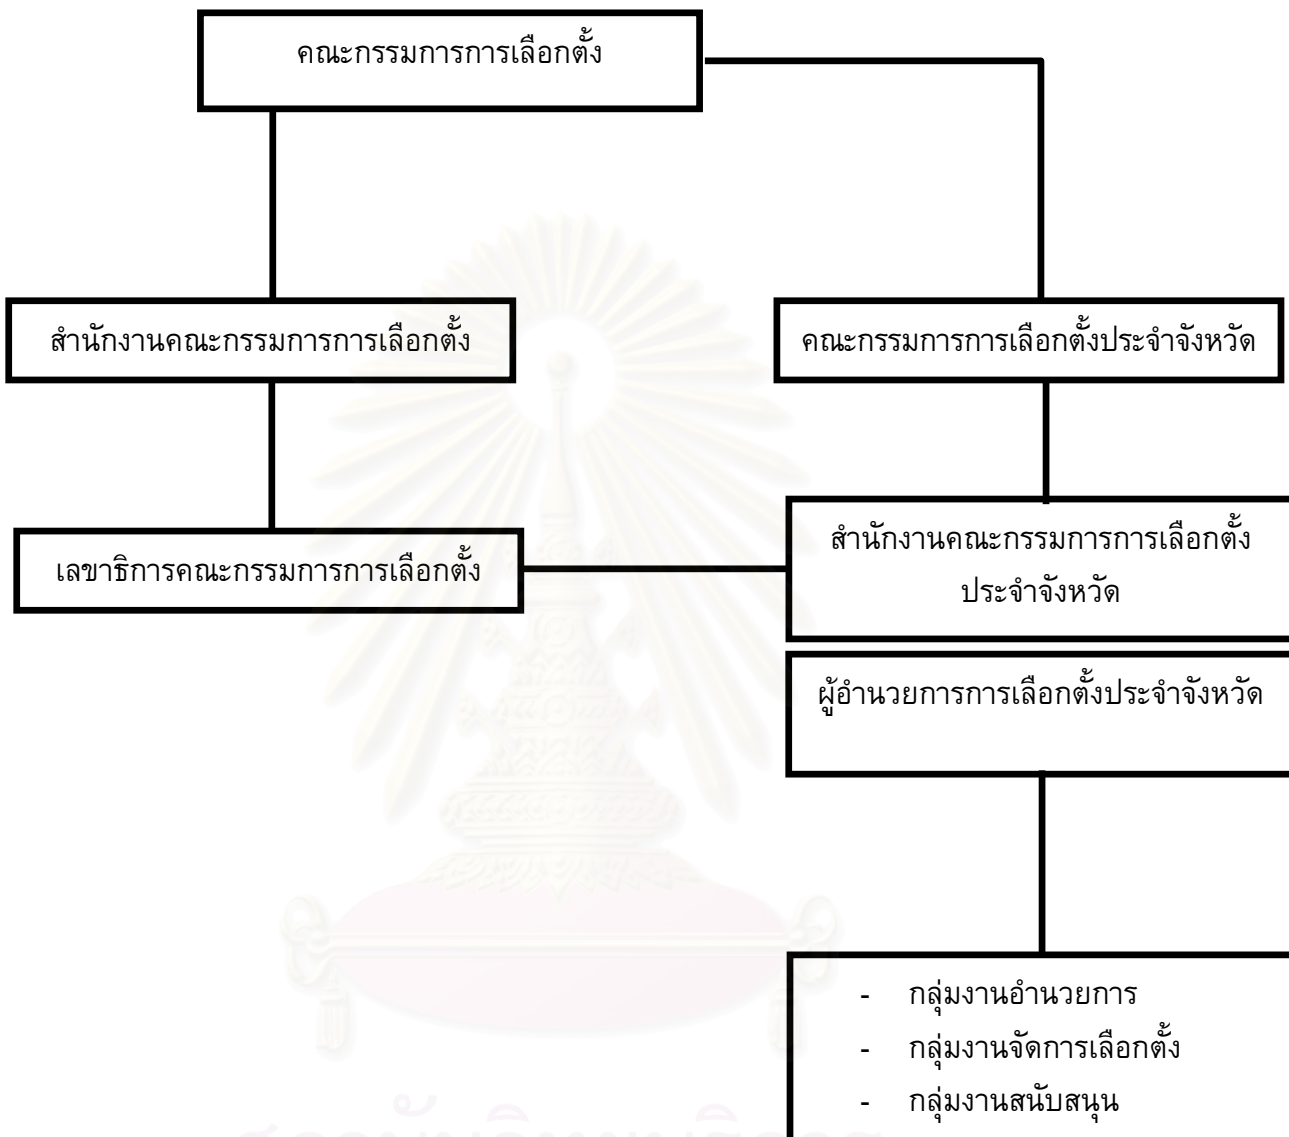 คณะกรรมการการเลือกตั้ง
สำนักงานคณะกรรมการการเลือกตั้ง
คณะกรรมการการเลือกตั้งประจำจังหวัด
เลขาธิการคณะกรรมการการเลือกตั้ง
สำนักงานคณะกรรมการการเลือกตั้ง
ประจำจังหวัด
ผู้อำนวยการการเลือกตั้งประจำจังหวัด
- กลุ่มงานอำนวยการ
- กลุ่มงานจัดการเลือกตั้ง
- กลุ่มงานสนับสนุน